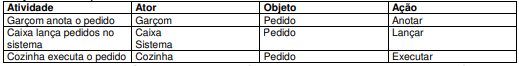 Atividade Ator Objeto Ação
Garçom anota o pedido Garçom Pedido Anotar
Caixa lança pedidos no Caixa Pedido Lançar
sistema Sistema
Cozinha executa o pedido Cozinha Pedido Executar